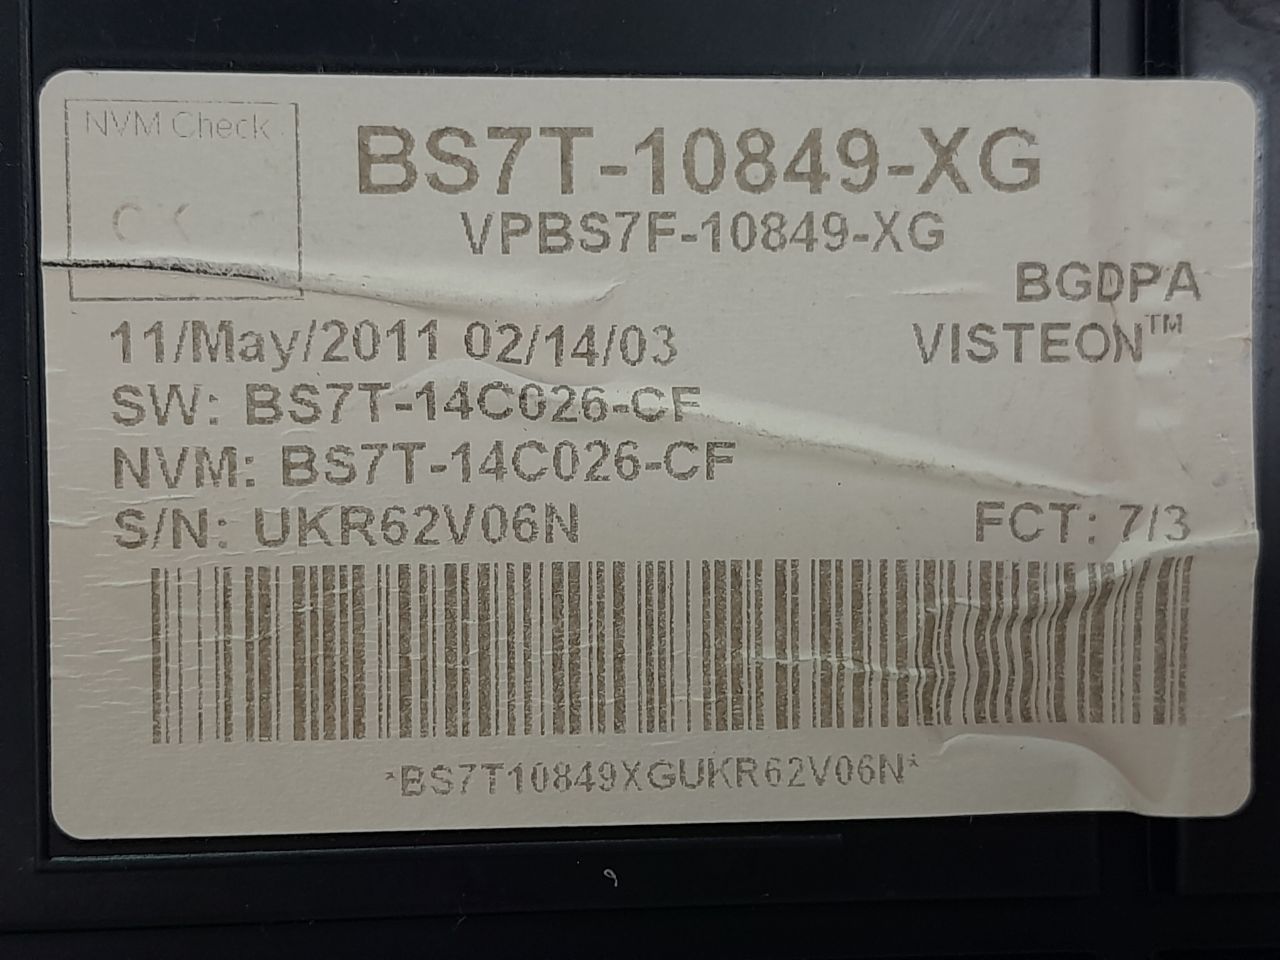 NVM Check
BS7T-10849-XG
VPBS7F-10849-XG
BGDPA
11/May/2011 02/14/03
VISTEON™
SW: BS7T-14C026-CF
NVM: BS7T-14C026-CF
S/N: UKR62V06N
FCT: 7/3
*BS7T10849XGUKR62V06N*